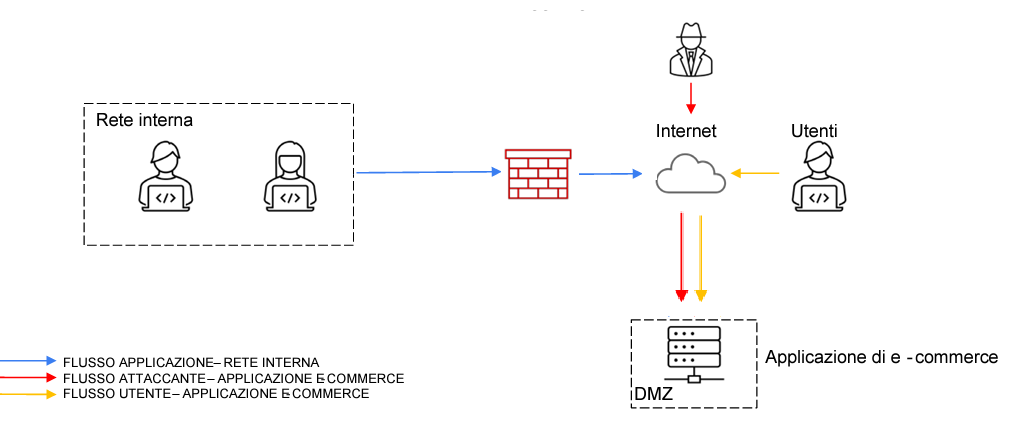 Rete interna
Internet
Utenti
</>
</>
</>
Applicazione di e - commerce
DMZ
FLUSSO APPLICAZIONE– RETE INTERNA
FLUSSO ATTACCANTE– APPLICAZIONE E-COMMERCE
FLUSSO UTENTE– APPLICAZIONE E-COMMERCE